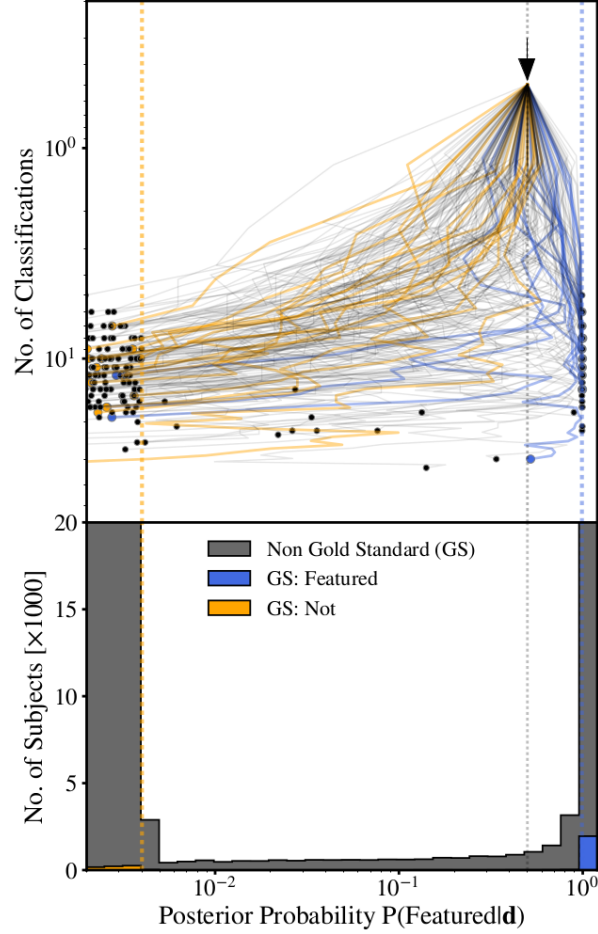 No. of Classifications
10⁰
10¹
No. of Subjects [×1000]
20
15
10
5
0
Non Gold Standard (GS)
GS: Featured
GS: Not
10⁻²
10⁻¹
10⁰
Posterior Probability P(Featured|d)